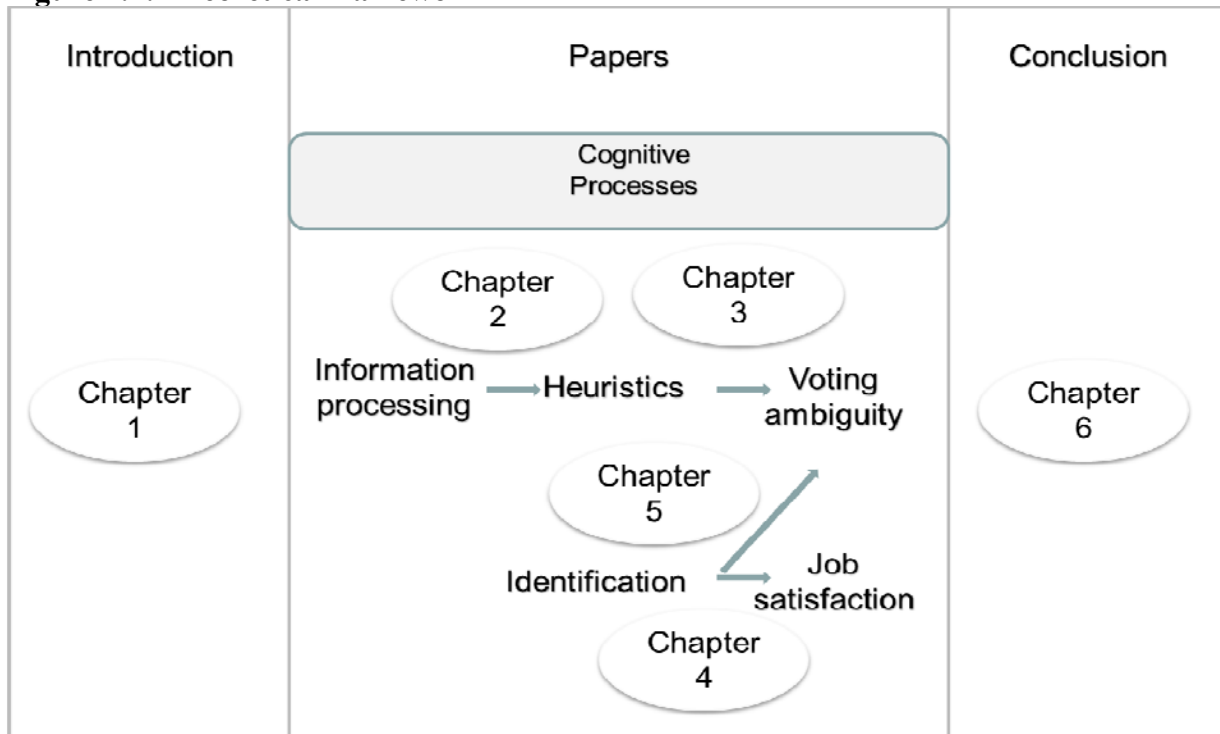 Introduction
Papers
Conclusion
Cognitive
Processes
Chapter
2
Chapter
3
Chapter
1
Information
processing
Heuristics
Voting
ambiguity
Chapter
6
Chapter
5
Identification
Job
satisfaction
Chapter
4